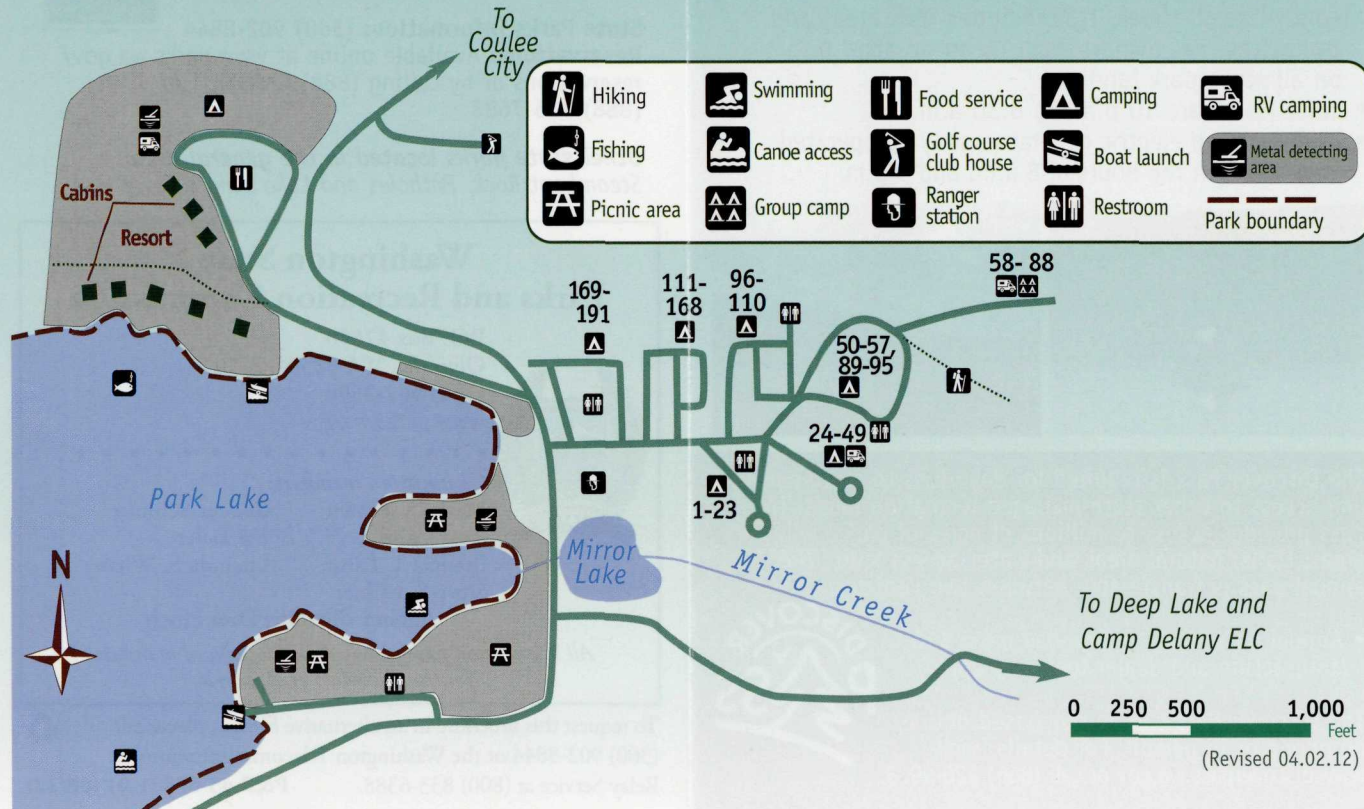 To
Coulee
City
Hiking
Swimming
Food service
Camping
RV camping
Fishing
Canoe access
Golf course
club house
Boat launch
Metal detecting
area
Picnic area
Group camp
Ranger
station
Restroom
Park boundary
Cabins
Resort
169-
191
111-
168
96-
110
58- 88
50-57,
89-95
24-49
1-23
Park Lake
Mirror
Lake
Mirror Creek
N
To Deep Lake and
Camp Delany ELC
0 250 500 1,000
Feet
(Revised 04.02.12)